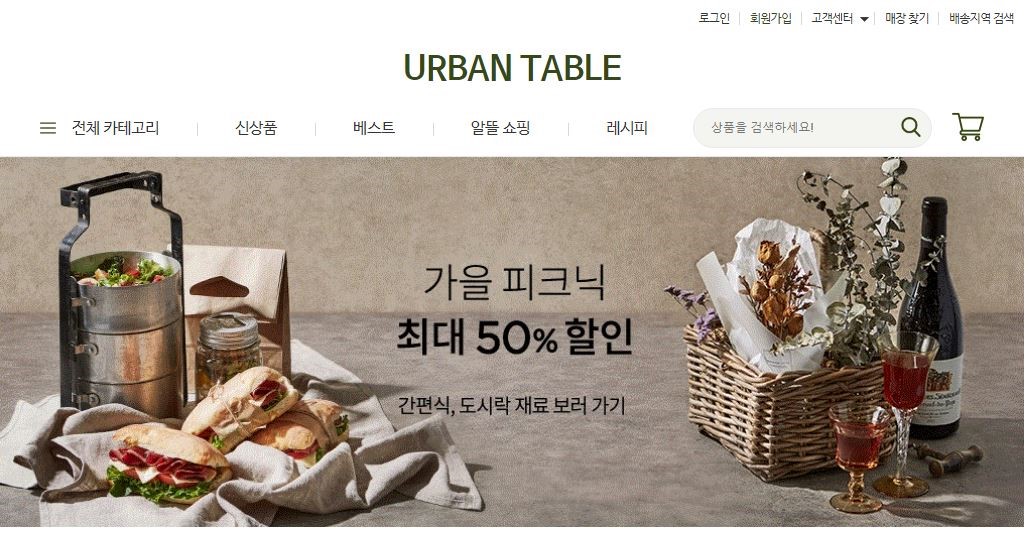 로그인 회원가입 고객센터 매장 찾기 배송지역 검색
URBAN TABLE
전체 카테고리 신상품 베스트 알뜰 쇼핑 레시피 상품을 검색하세요!
가을 피크닉
최대 50% 할인
간편식, 도시락 재료 보러 가기